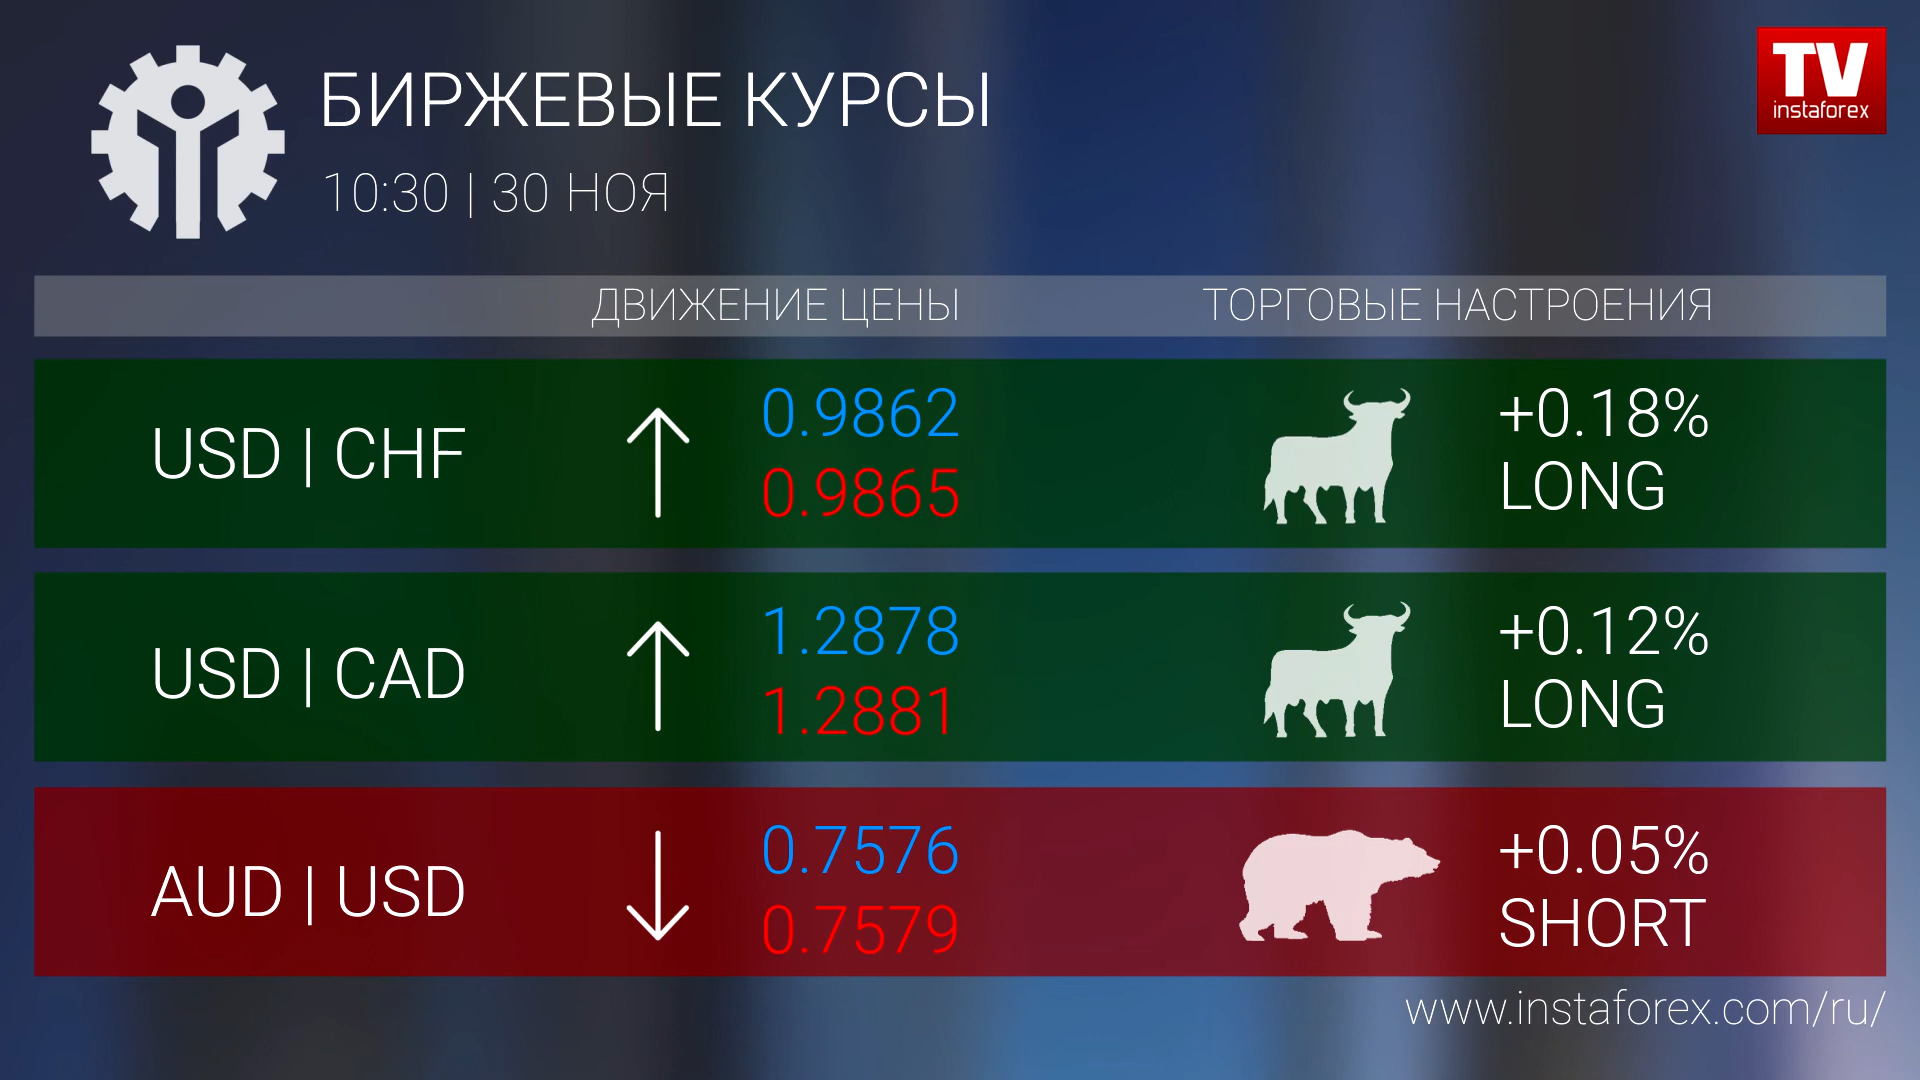 БИРЖЕВЫЕ КУРСЫ
10:30 | 30 НОЯ
TV
instaforex
ДВИЖЕНИЕ ЦЕНЫ
ТОРГОВЫЕ НАСТРОЕНИЯ
USD | CHF
0.9862
0.9865
+0.18%
LONG
USD | CAD
1.2878
1.2881
+0.12%
LONG
AUD | USD
0.7576
0.7579
+0.05%
SHORT
www.instaforex.com/ru/